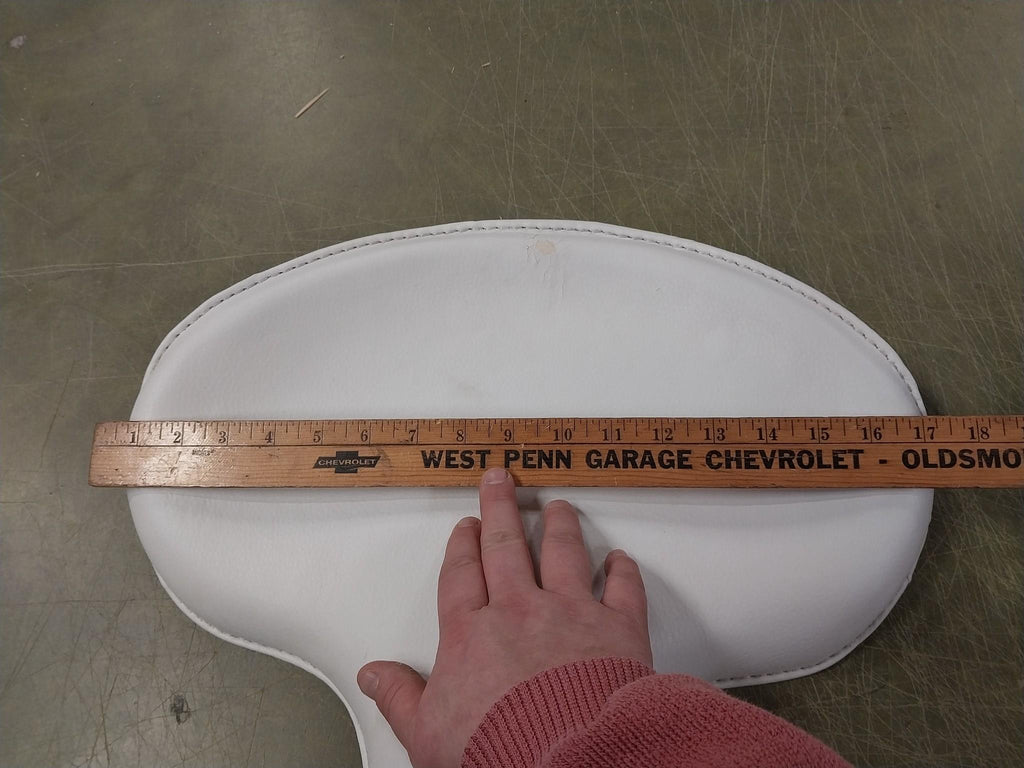 1 2 3 4 5 6 7 8 9 10 11 12 13 14 15 16 17 18
CHEVROLET WEST PENN GARAGE CHEVROLET - OLDSMO